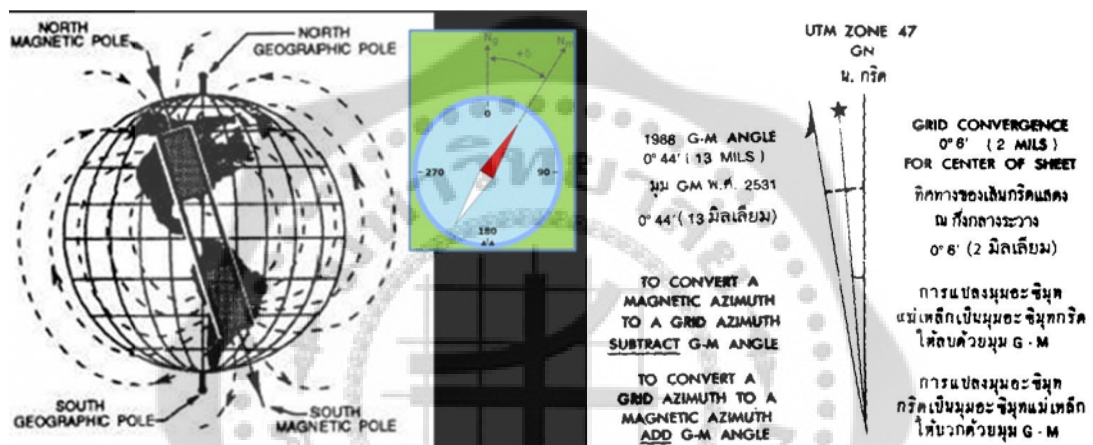 NORTH
MAGNETIC POLE
NORTH
GEOGRAPHIC POLE
SOUTH
GEOGRAPHIC POLE
SOUTH
MAGNETIC POLE
Ng
+δ
Nm
0
270
90
180
UTM ZONE 47
GN
น. กริด
1988 G-M ANGLE
0° 44' (13 MILS)
มุม GM พ.ศ. 2531
0° 44' (13 มิลเลียม)
TO CONVERT A
MAGNETIC AZIMUTH
TO A GRID AZIMUTH
SUBTRACT G-M ANGLE
TO CONVERT A
GRID AZIMUTH TO A
MAGNETIC AZIMUTH
ADD G-M ANGLE
GRID CONVERGENCE
0° 6' (2 MILS)
FOR CENTER OF SHEET
ทิศทางของเส้นกริดแสดง
ณ กึ่งกลางระวาง
0° 6' (2 มิลเลียม)
การแปลงมุมอะซิมุท
แม่เหล็กเป็นมุมอะซิมุทกริด
ให้ลบด้วยมุม G - M
การแปลงมุมอะซิมุท
กริดเป็นมุมอะซิมุทแม่เหล็ก
ให้บวกด้วยมุม G - M